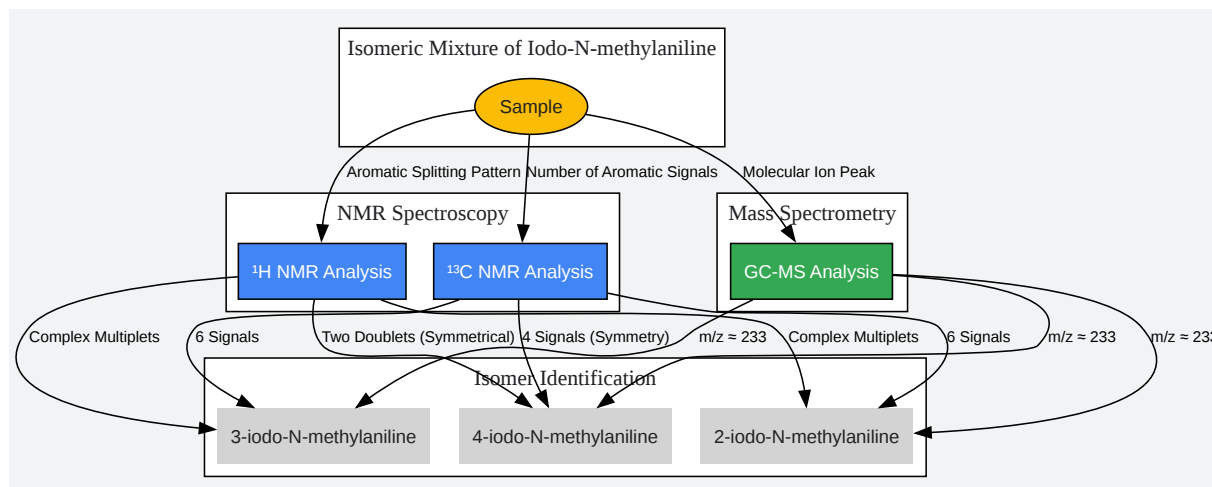 Isomeric Mixture of Iodo-N-methylaniline
Sample
Aromatic Splitting Pattern
Number of Aromatic Signals
Molecular Ion Peak
NMR Spectroscopy
Mass Spectrometry
¹H NMR Analysis
¹³C NMR Analysis
GC-MS Analysis
Complex Multiplets
6 Signals
Two Doublets (Symmetrical)
4 Signals (Symmetry)
m/z ≈ 233
Complex Multiplets
6 Signals
m/z ≈ 233
m/z ≈ 233
Isomer Identification
3-iodo-N-methylaniline
4-iodo-N-methylaniline
2-iodo-N-methylaniline